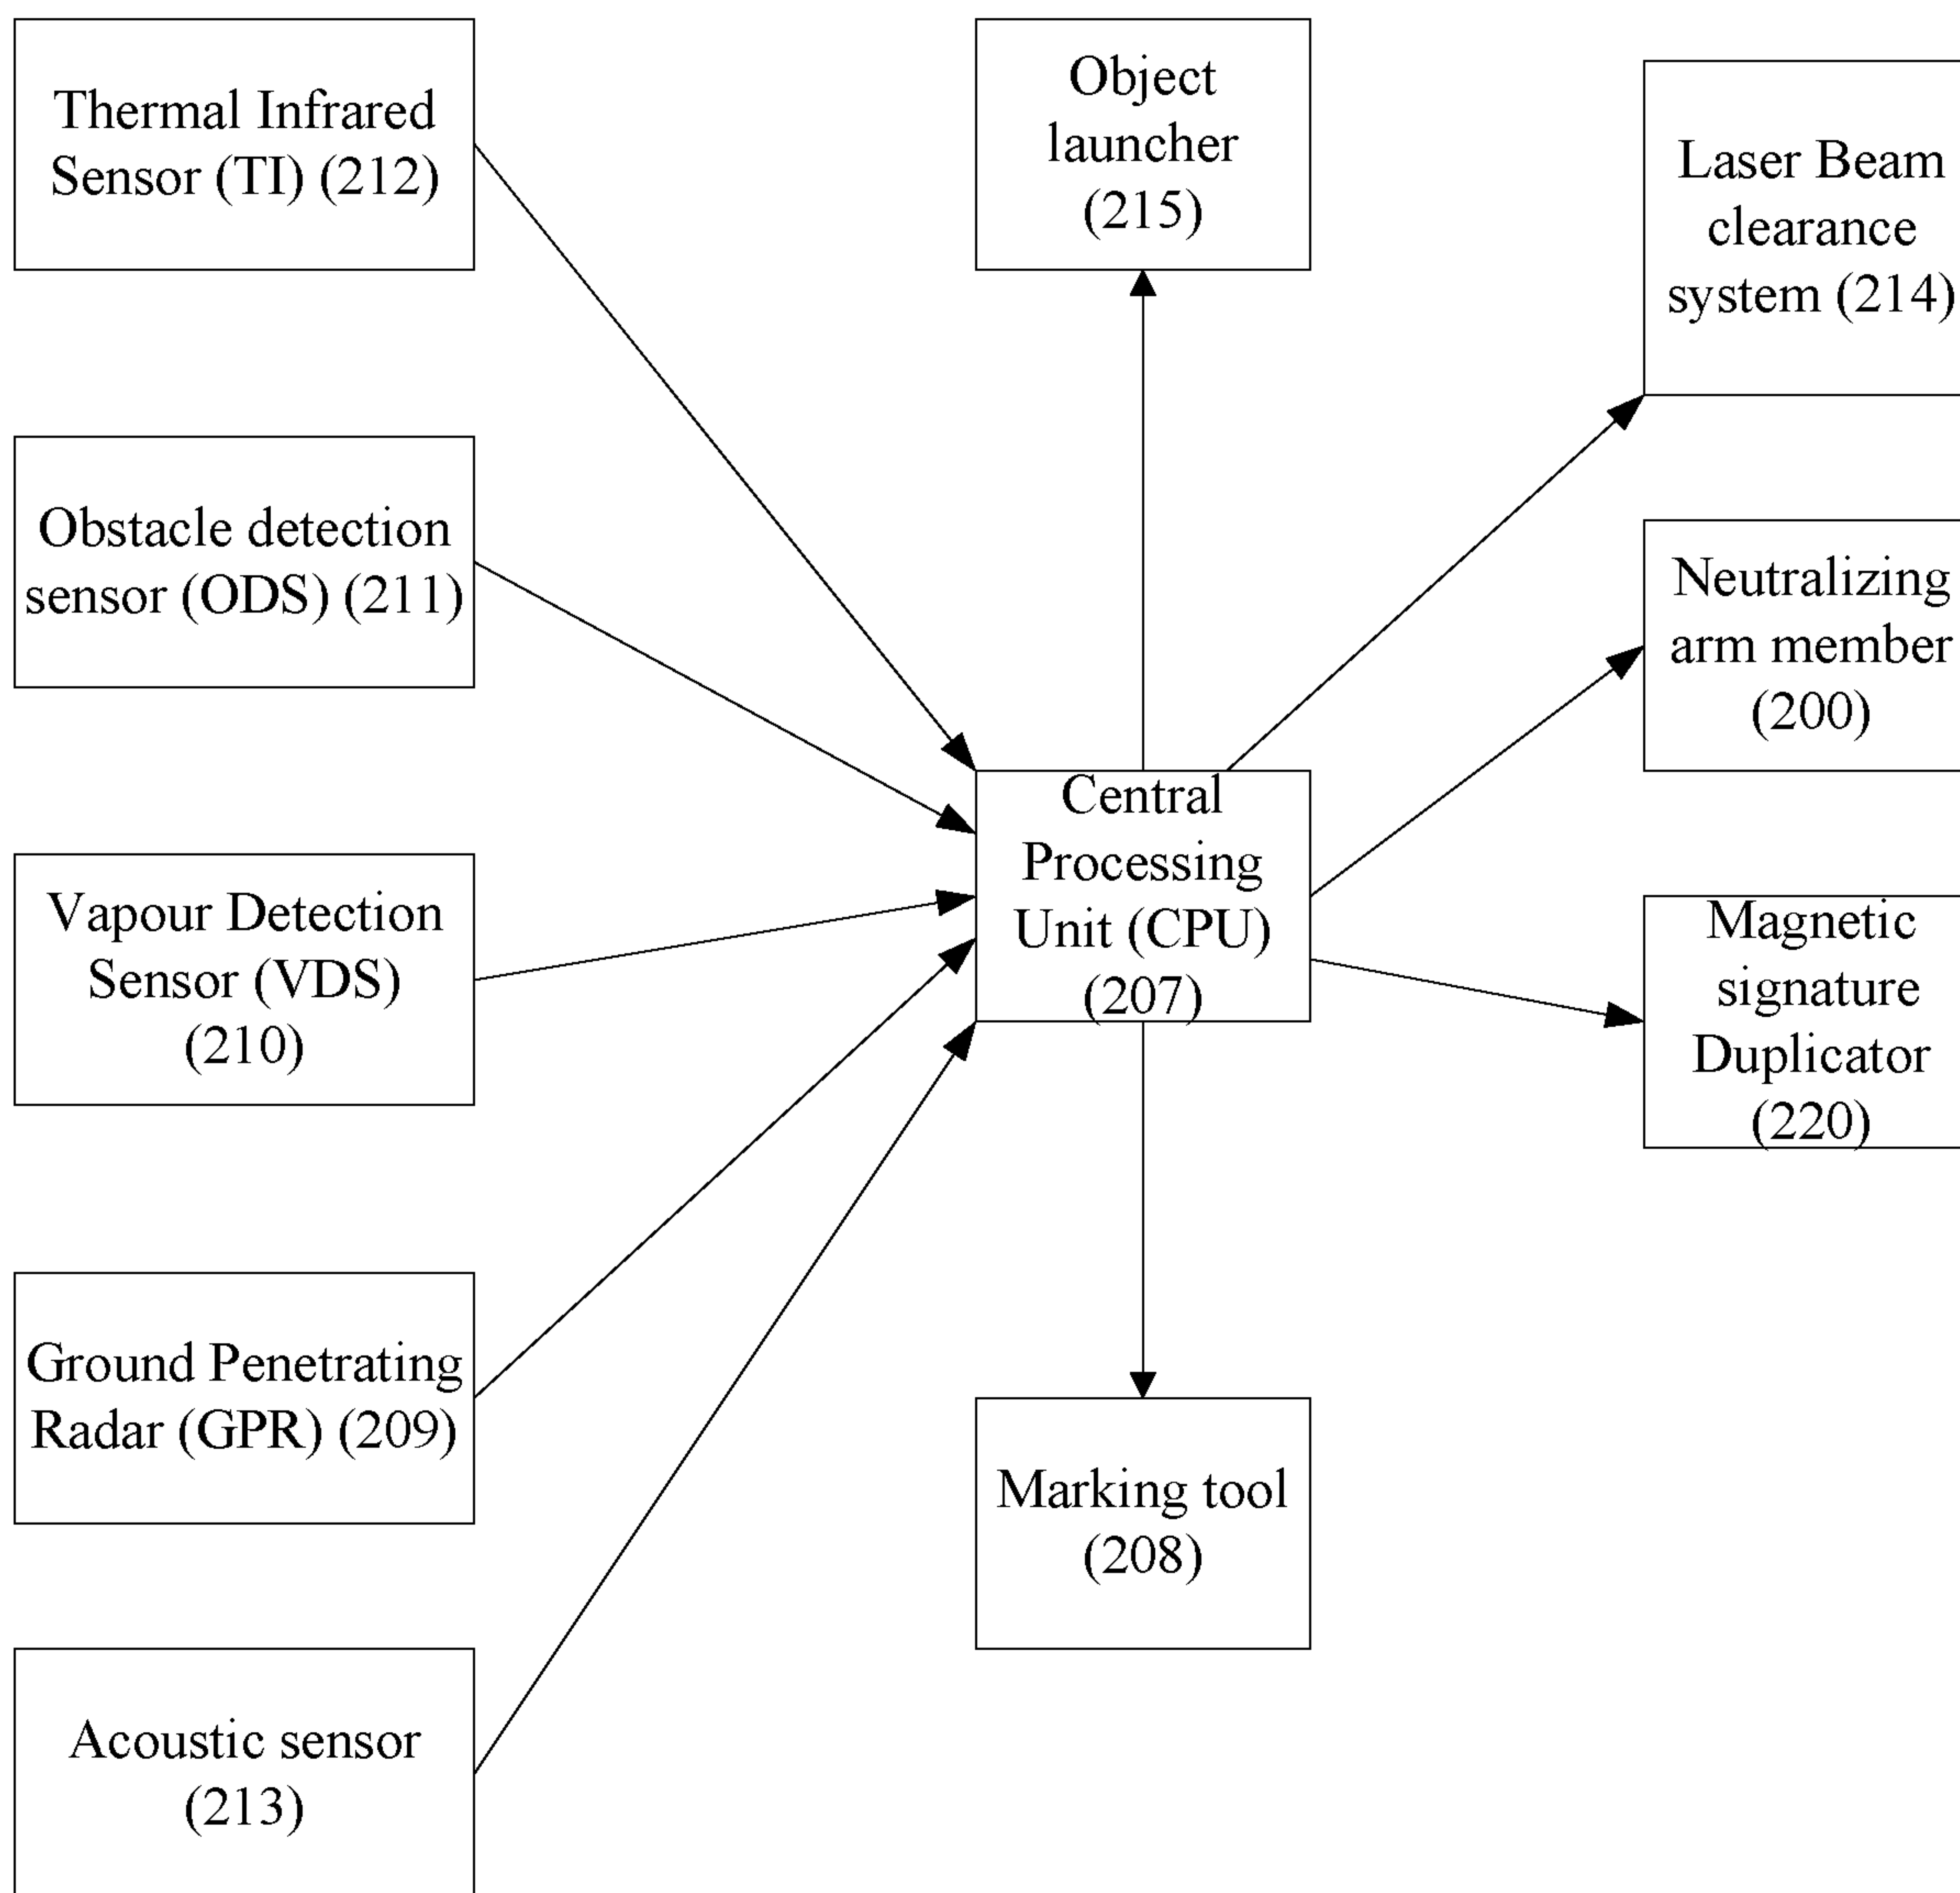 Thermal Infrared
Sensor (TI) (212)
Obstacle detection
sensor (ODS) (211)
Vapour Detection
Sensor (VDS)
(210)
Ground Penetrating
Radar (GPR) (209)
Acoustic sensor
(213)
Object
launcher
(215)
Central
Processing
Unit (CPU)
(207)
Marking tool
(208)
Laser Beam
clearance
system (214)
Neutralizing
arm member
(200)
Magnetic
signature
Duplicator
(220)